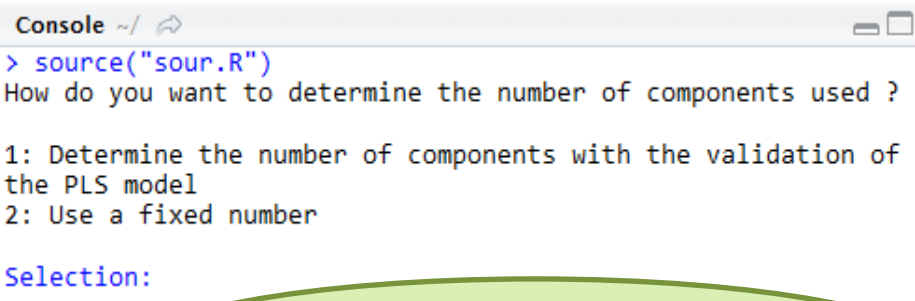 Console ~/
> source("sour.R")
How do you want to determine the number of components used ?
1: Determine the number of components with the validation of
the PLS model
2: Use a fixed number
Selection: